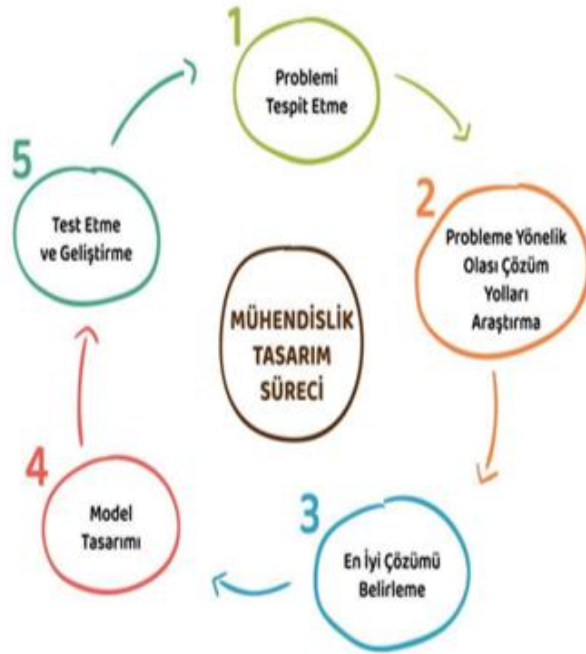 1
Problemi
Tespit Etme
2
Probleme Yönelik
Olası Çözüm
Yolları
Araştırma
3
En İyi Çözümü
Belirleme
4
Model
Tasarımı
5
Test Etme
ve Geliştirme
MÜHENDİSLİK
TASARIM
SÜRECİ